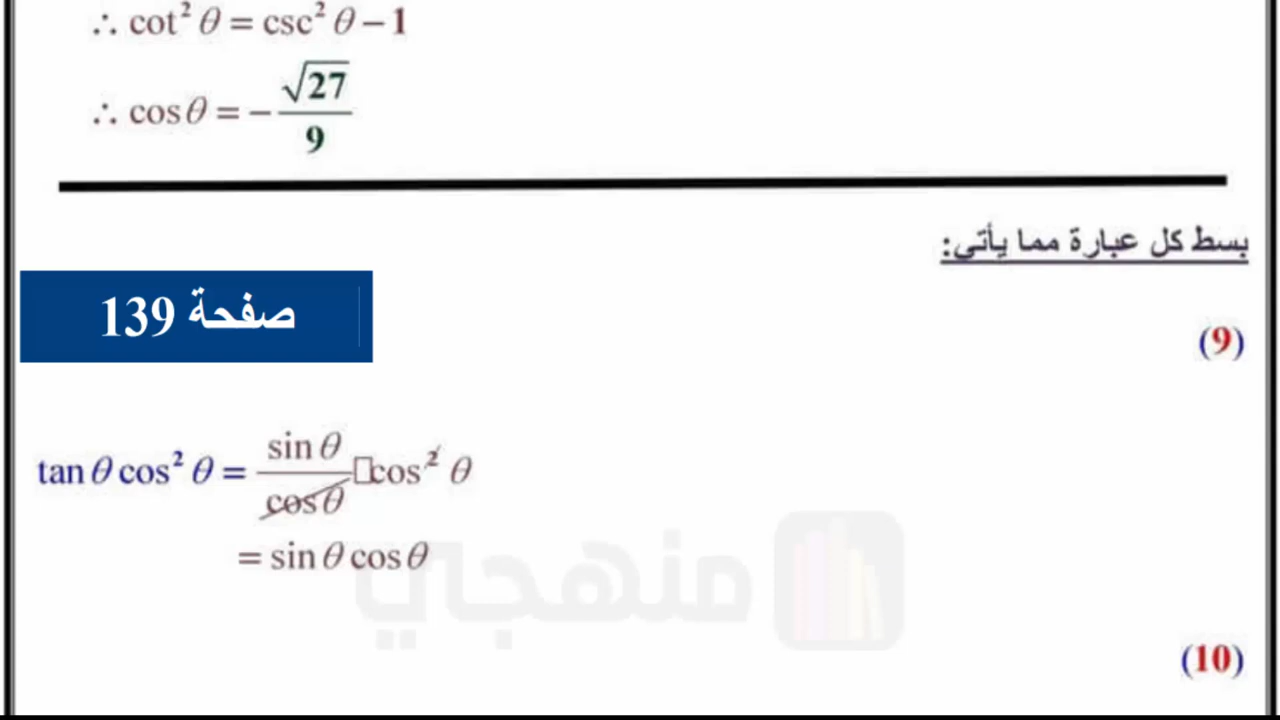 ∴ cot² θ = csc² θ − 1
∴ cos θ = − √27 / 9
بسط كل عبارة مما يأتي:
صفحة 139
(9)
tan θ cos² θ = sin θ / cos θ □cos² θ
= sin θ cos θ
منهجي
(10)